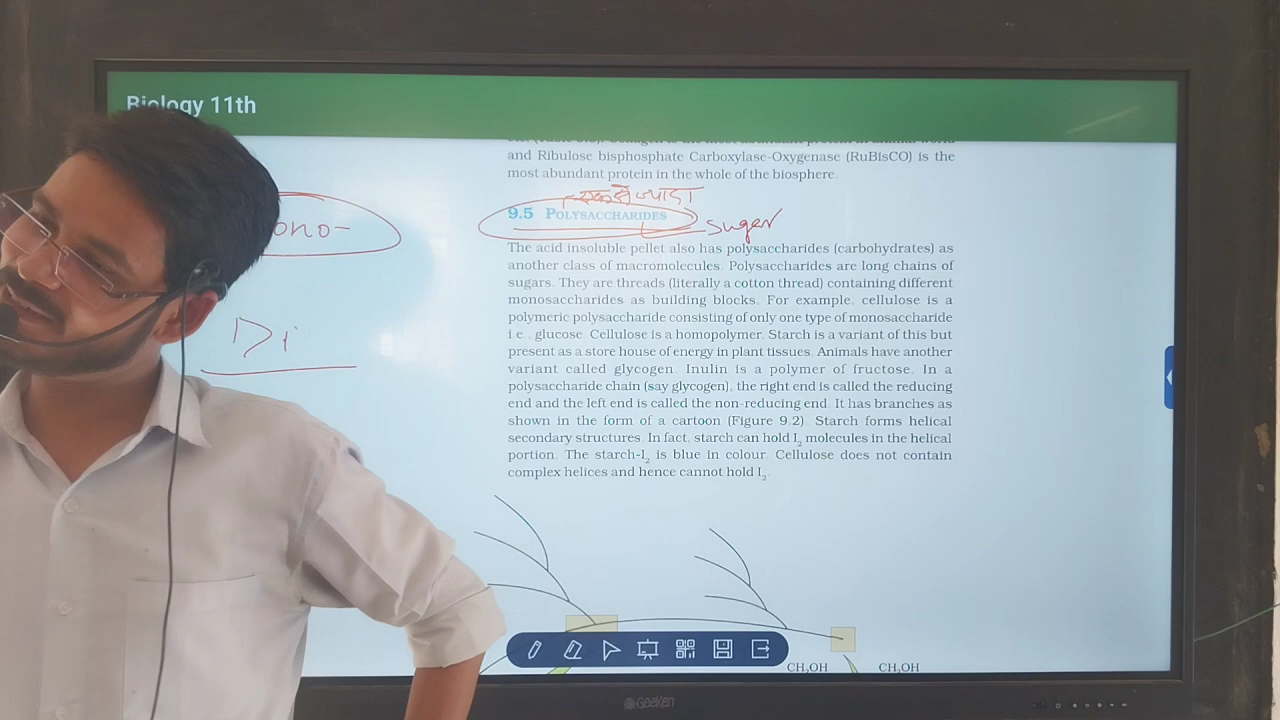 Biology 11th
and Ribulose bisphosphate Carboxylase-Oxygenase (RuBisCO) is the
most abundant protein in the whole of the biosphere.
9.5 POLYSACCHARIDES
suger
The acid insoluble pellet also has polysaccharides (carbohydrates) as
another class of macromolecules. Polysaccharides are long chains of
sugars. They are threads (literally a cotton thread) containing different
monosaccharides as building blocks. For example, cellulose is a
polymeric polysaccharide consisting of only one type of monosaccharide
i.e., glucose. Cellulose is a homopolymer. Starch is a variant of this but
present as a store house of energy in plant tissues. Animals have another
variant called glycogen. Inulin is a polymer of fructose. In a
polysaccharide chain (say glycogen), the right end is called the reducing
end and the left end is called the non-reducing end. It has branches as
shown in the form of a cartoon (Figure 9.2). Starch forms helical
secondary structures. In fact, starch can hold I₂ molecules in the helical
portion. The starch-I₂ is blue in colour. Cellulose does not contain
complex helices and hence cannot hold I₂.
ono-
Di
CH₂OH CH₂OH
Geeken